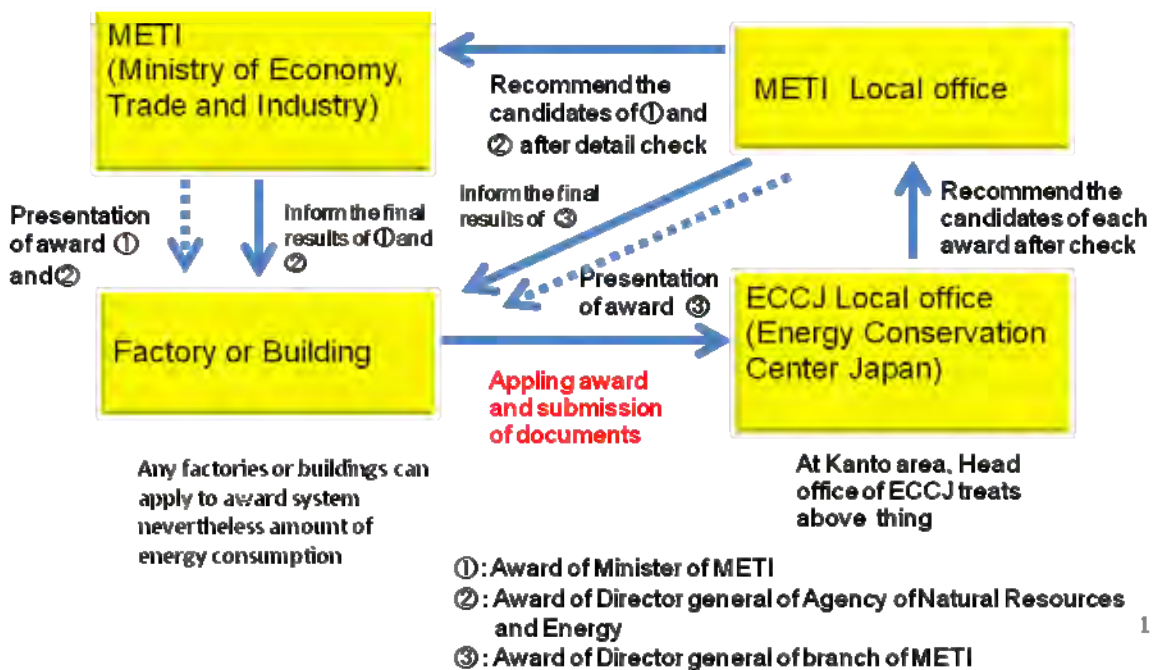 METI
(Ministry of Economy,
Trade and Industry)
Recommend the
candidates of ① and
② after detail check
METI Local office
Presentation
of award ①
and ②
Inform the final
results of ① and
②
Inform the final
results of ③
Presentation
of award ③
Recommend the
candidates of each
award after check
Factory or Building
Appling award
and submission
of documents
ECCJ Local office
(Energy Conservation
Center Japan)
Any factories or buildings can
apply to award system
nevertheless amount of
energy consumption
At Kanto area, Head
office of ECCJ treats
above thing
①: Award of Minister of METI
②: Award of Director general of Agency of Natural Resources
and Energy
③: Award of Director general of branch of METI
1